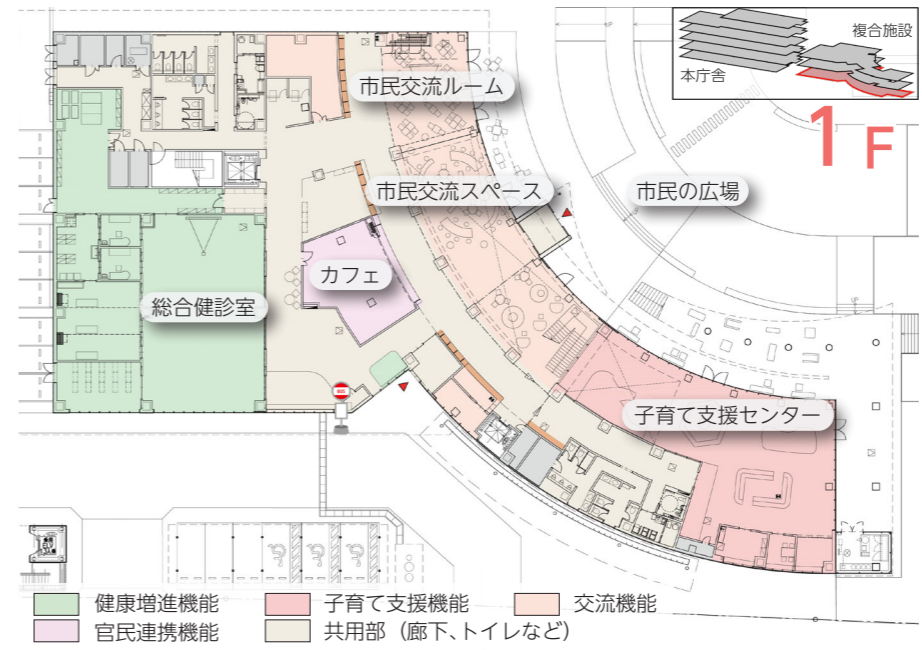 複合施設
本庁舎
1F
市民交流ルーム
市民交流スペース
市民の広場
カフェ
総合健診室
BUS
子育て支援センター
健康増進機能
子育て支援機能
交流機能
官民連携機能
共用部（廊下、トイレなど）